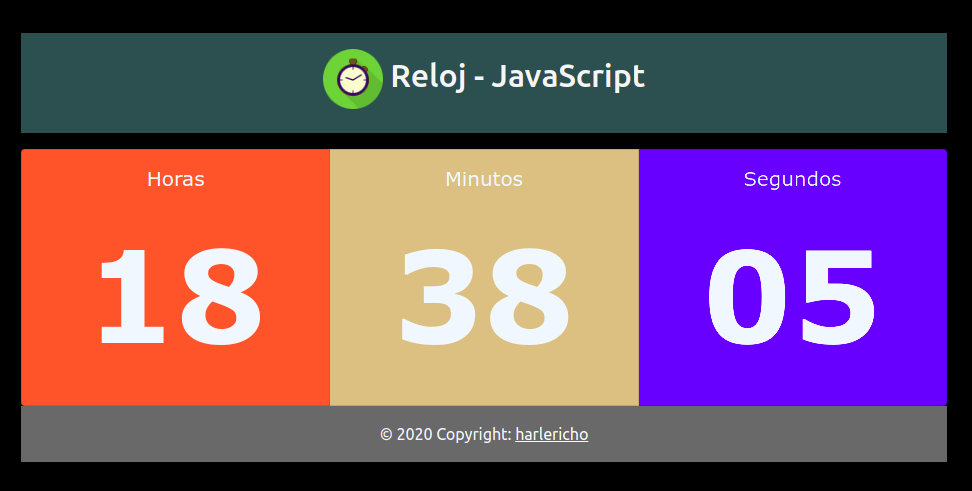 Reloj - JavaScript
Horas
Minutos
Segundos
18
38
05
© 2020 Copyright: harlericho